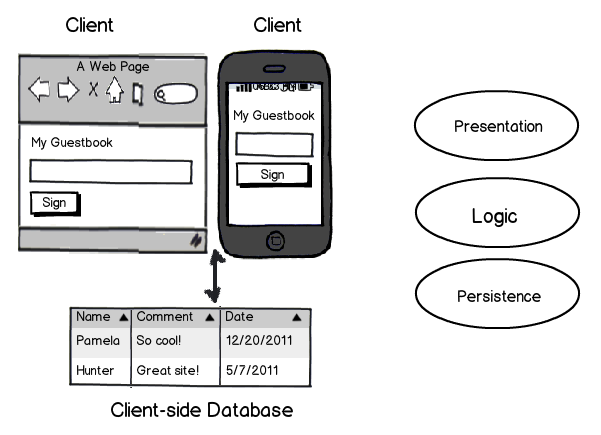 Client
Client
A Web Page
X
My Guestbook
Sign
My Guestbook
Sign
Name Comment Date
Pamela So cool! 12/20/2011
Hunter Great site! 5/7/2011
Client-side Database
Presentation
Logic
Persistence